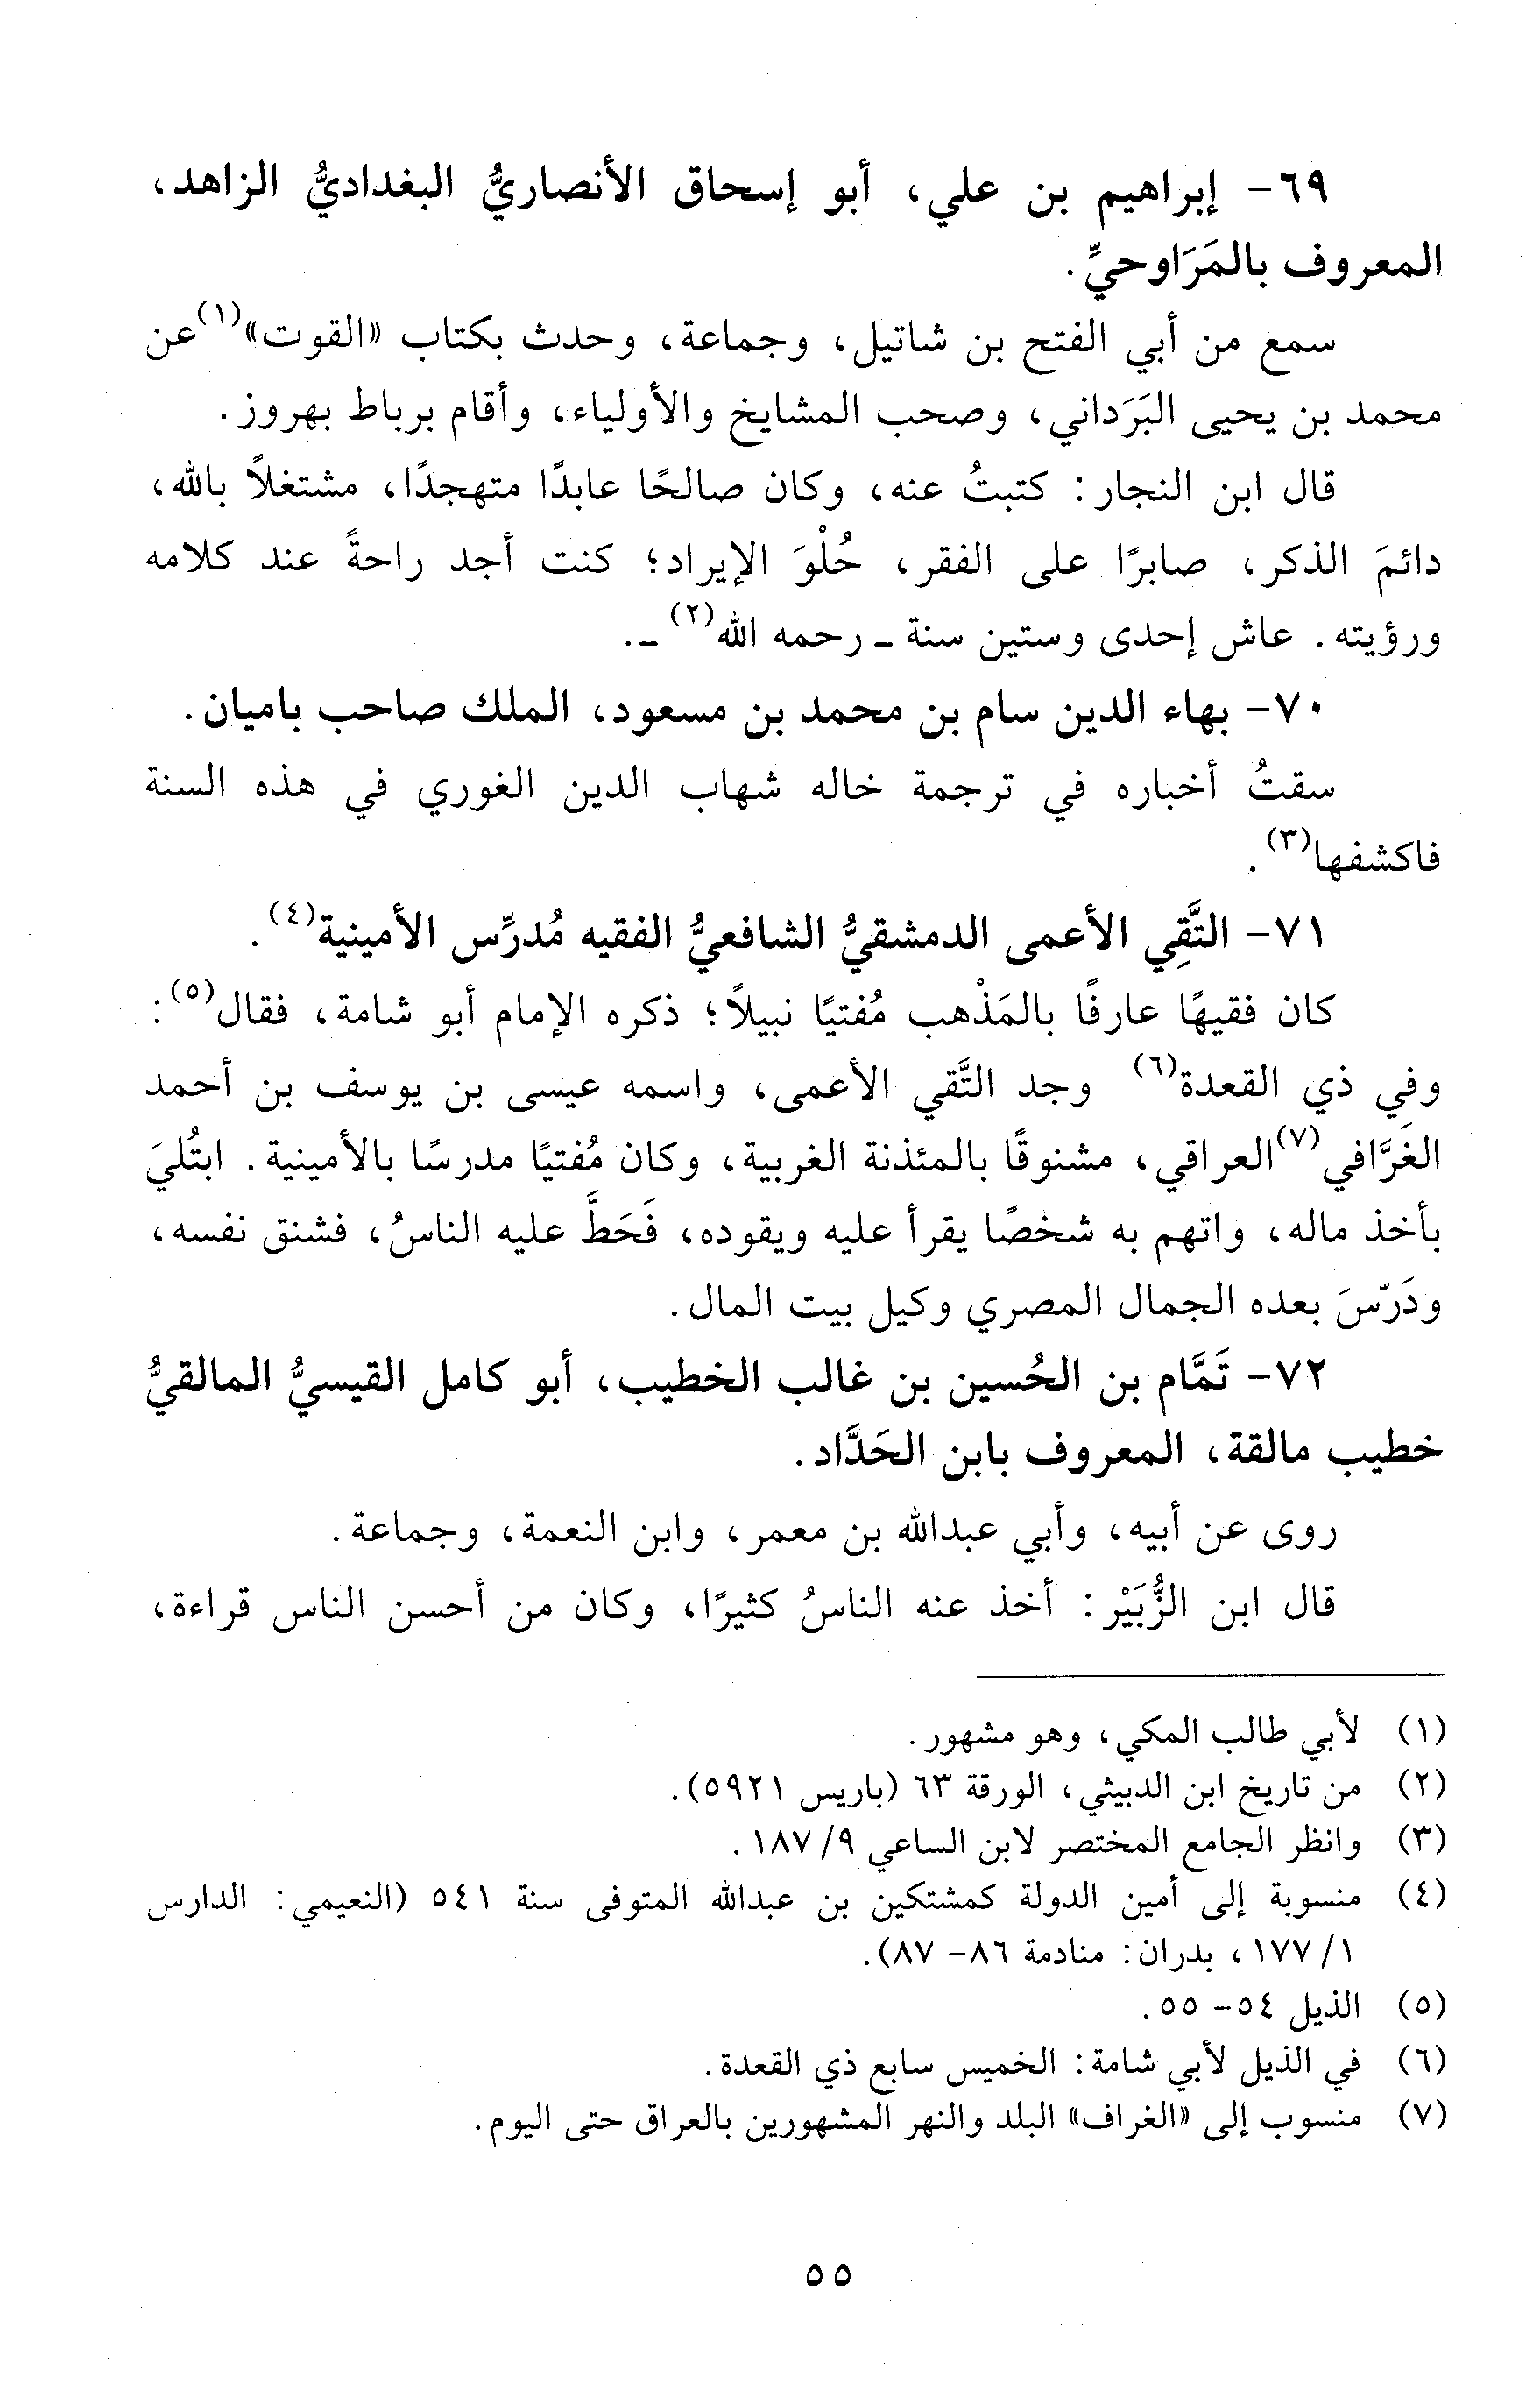 ٦٩- إبراهيم بن علي، أبو إسحاق الأنصاريُّ البغداديُّ الزاهد،
المعروف بالمَرَاوحيِّ.
سمع من أبي الفتح بن شاتيل، وجماعة، وحدث بكتاب «القوت»(١) عن
محمد بن يحيى البَرَداني، وصحب المشايخ والأولياء، وأقام برباط بهروز.
قال ابن النجار: كتبتُ عنه، وكان صالحًا عابدًا متهجدًا، مشتغلًا بالله،
دائمَ الذكر، صابرًا على الفقر، حُلْوَ الإيراد؛ كنت أجد راحةً عند كلامه
ورؤيته. عاش إحدى وستين سنة ـ رحمه الله(٢) ـ.
٧٠- بهاء الدين سام بن محمد بن مسعود، الملك صاحب باميان.
سقتُ أخباره في ترجمة خاله شهاب الدين الغوري في هذه السنة
فاكشفها(٣).
٧١- التَّقِي الأعمى الدمشقيُّ الشافعيُّ الفقيه مُدرِّس الأمينية(٤).
كان فقيهًا عارفًا بالمَذْهب مُفتيًا نبيلًا؛ ذكره الإمام أبو شامة، فقال(٥):
وفي ذي القعدة(٦) وجد التَّقي الأعمى، واسمه عيسى بن يوسف بن أحمد
الغَرَّافي(٧) العراقي، مشنوقًا بالمئذنة الغربية، وكان مُفتيًا مدرسًا بالأمينية. ابتُليَ
بأخذ ماله، واتهم به شخصًا يقرأ عليه ويقوده، فَحَطَّ عليه الناسُ، فشنق نفسه،
ودَرّسَ بعده الجمال المصري وكيل بيت المال.
٧٢- تَمَّام بن الحُسين بن غالب الخطيب، أبو كامل القيسيُّ المالقيُّ
خطيب مالقة، المعروف بابن الحَدَّاد.
روى عن أبيه، وأبي عبدالله بن معمر، وابن النعمة، وجماعة.
قال ابن الزُّبَيْر: أخذ عنه الناسُ كثيرًا، وكان من أحسن الناس قراءة،
(١) لأبي طالب المكي، وهو مشهور.
(٢) من تاريخ ابن الدبيثي، الورقة ٦٣ (باريس ٥٩٢١).
(٣) وانظر الجامع المختصر لابن الساعي ٩/ ١٨٧.
(٤) منسوبة إلى أمين الدولة كمشتكين بن عبدالله المتوفى سنة ٥٤١ (النعيمي: الدارس
١/ ١٧٧، بدران: منادمة ٨٦- ٨٧).
(٥) الذيل ٥٤- ٥٥.
(٦) في الذيل لأبي شامة: الخميس سابع ذي القعدة.
(٧) منسوب إلى «الغراف» البلد والنهر المشهورين بالعراق حتى اليوم.
٥٥